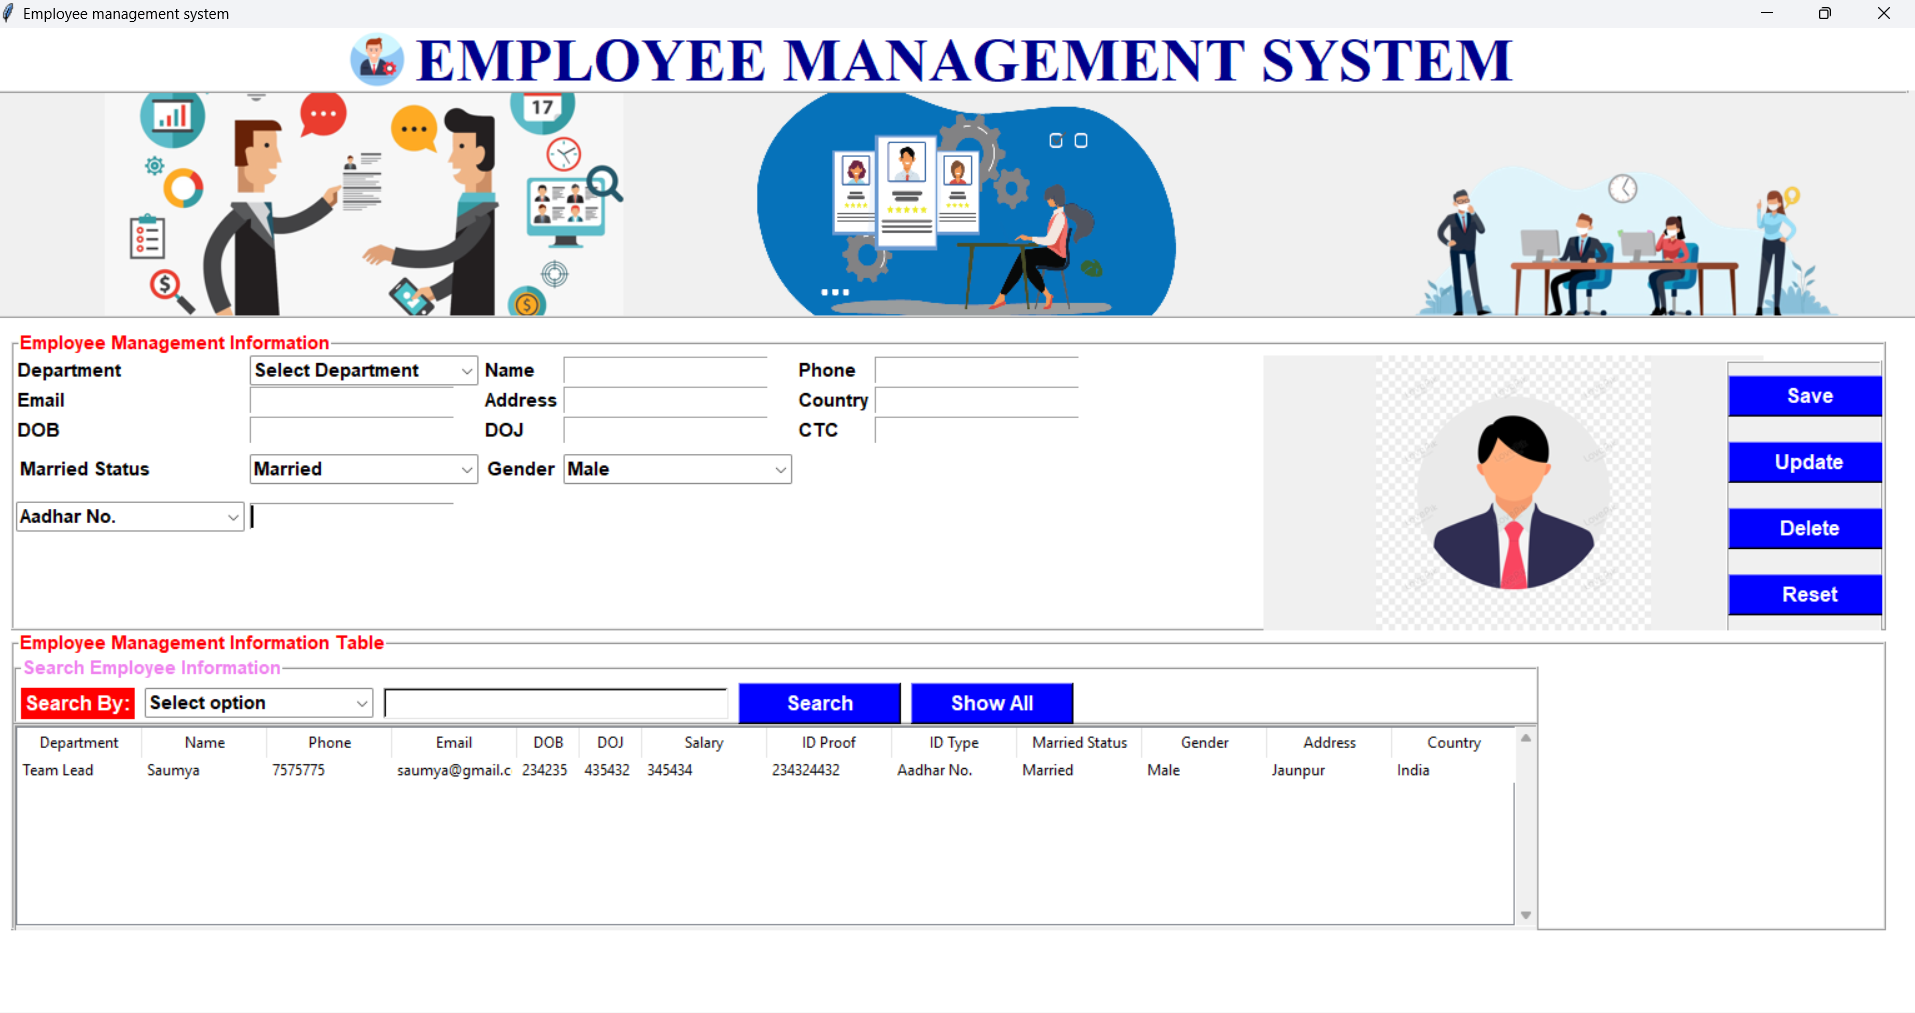 Employee management system
EMPLOYEE MANAGEMENT SYSTEM
17
$
$
Employee Management Information
Department Select Department Name Phone
Email Address Country
DOB DOJ CTC
Married Status Married Gender Male
Aadhar No.
Save
Update
Delete
Reset
Employee Management Information Table
Search Employee Information
Search By: Select option Search Show All
Department Name Phone Email DOB DOJ Salary ID Proof ID Type Married Status Gender Address Country
Team Lead Saumya 7575775 saumya@gmail.c 234235 435432 345434 234324432 Aadhar No. Married Male Jaunpur India